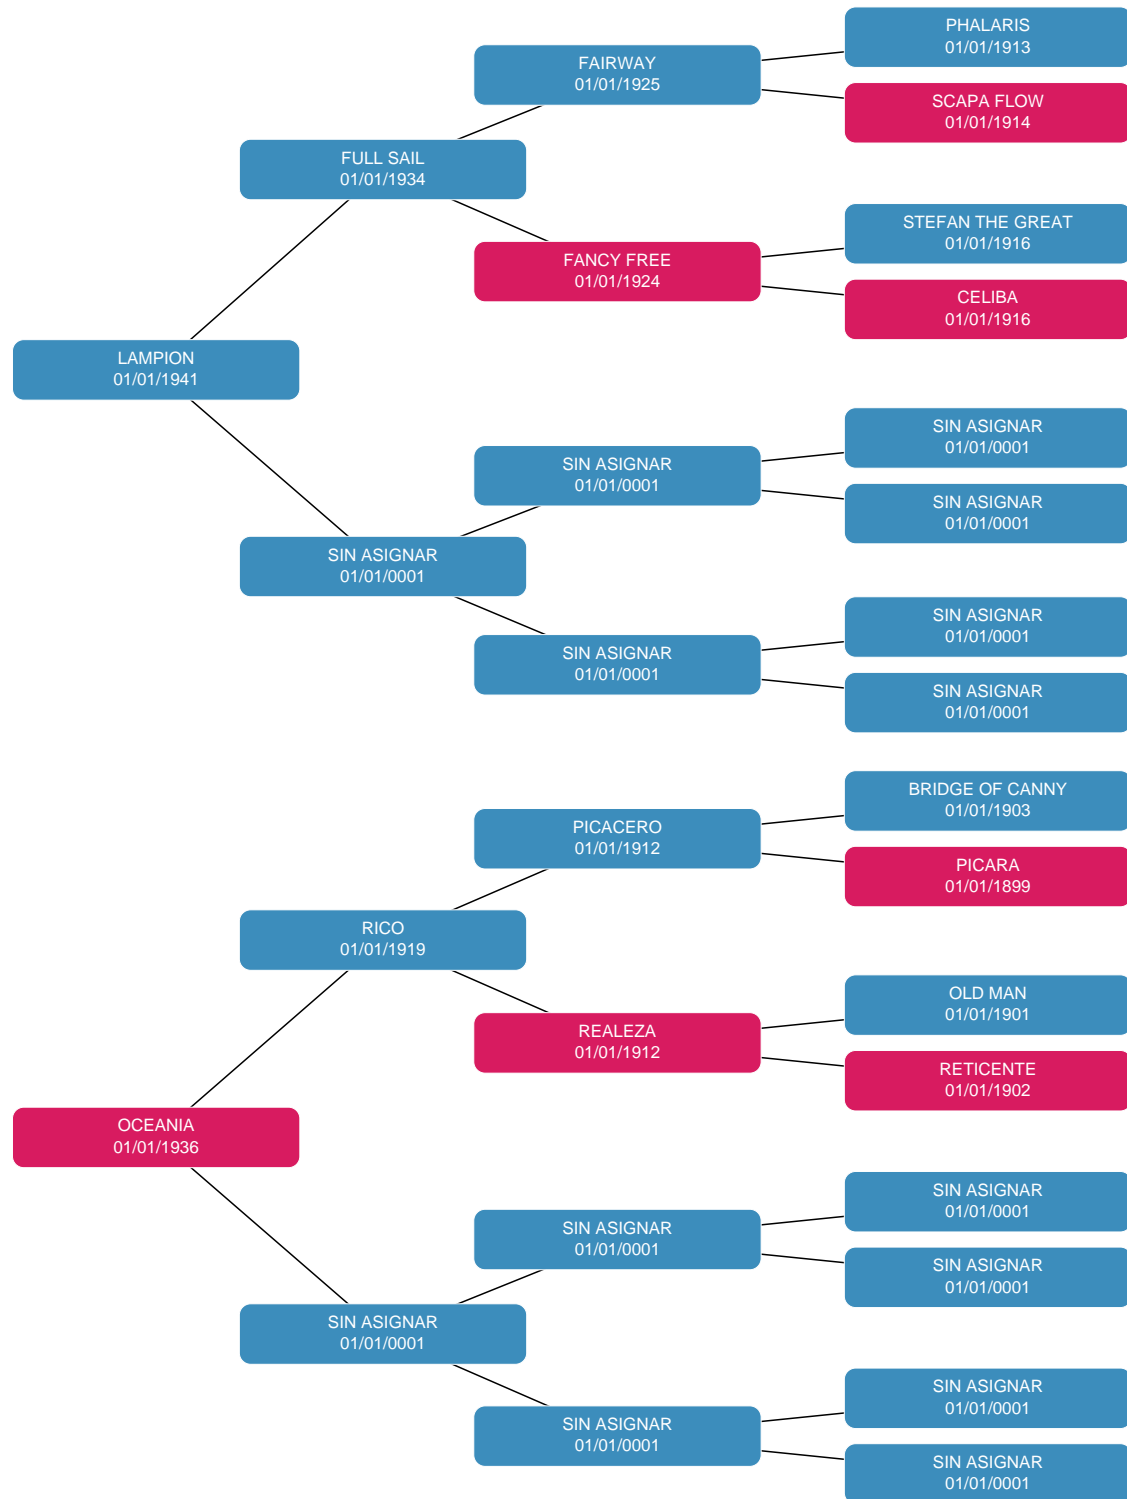 PHALARIS
01/01/1913
FAIRWAY
01/01/1925
SCAPA FLOW
01/01/1914
FULL SAIL
01/01/1934
STEFAN THE GREAT
01/01/1916
FANCY FREE
01/01/1924
CELIBA
01/01/1916
LAMPION
01/01/1941
SIN ASIGNAR
01/01/0001
SIN ASIGNAR
01/01/0001
SIN ASIGNAR
01/01/0001
SIN ASIGNAR
01/01/0001
SIN ASIGNAR
01/01/0001
SIN ASIGNAR
01/01/0001
SIN ASIGNAR
01/01/0001
BRIDGE OF CANNY
01/01/1903
PICACERO
01/01/1912
PICARA
01/01/1899
RICO
01/01/1919
OLD MAN
01/01/1901
REALEZA
01/01/1912
RETICENTE
01/01/1902
OCEANIA
01/01/1936
SIN ASIGNAR
01/01/0001
SIN ASIGNAR
01/01/0001
SIN ASIGNAR
01/01/0001
SIN ASIGNAR
01/01/0001
SIN ASIGNAR
01/01/0001
SIN ASIGNAR
01/01/0001
SIN ASIGNAR
01/01/0001